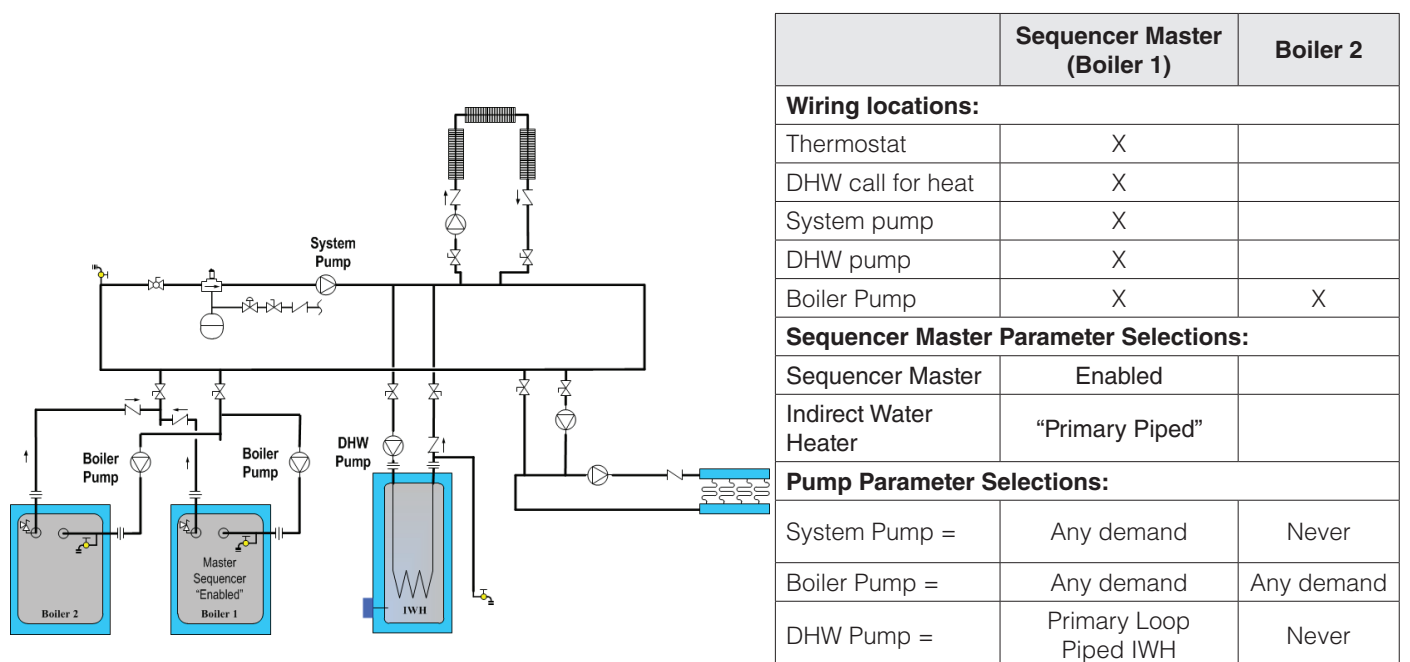 System
Pump
Boiler
Pump
Boiler
Pump
DHW
Pump
Master
Sequencer
“Enabled”
Boiler 2
Boiler 1
IWH
Sequencer Master
(Boiler 1)
Boiler 2
Wiring locations:
Thermostat X
DHW call for heat X
System pump X
DHW pump X
Boiler Pump X X
Sequencer Master Parameter Selections:
Sequencer Master Enabled
Indirect Water
Heater
“Primary Piped”
Pump Parameter Selections:
System Pump = Any demand Never
Boiler Pump = Any demand Any demand
DHW Pump =
Primary Loop
Piped IWH
Never